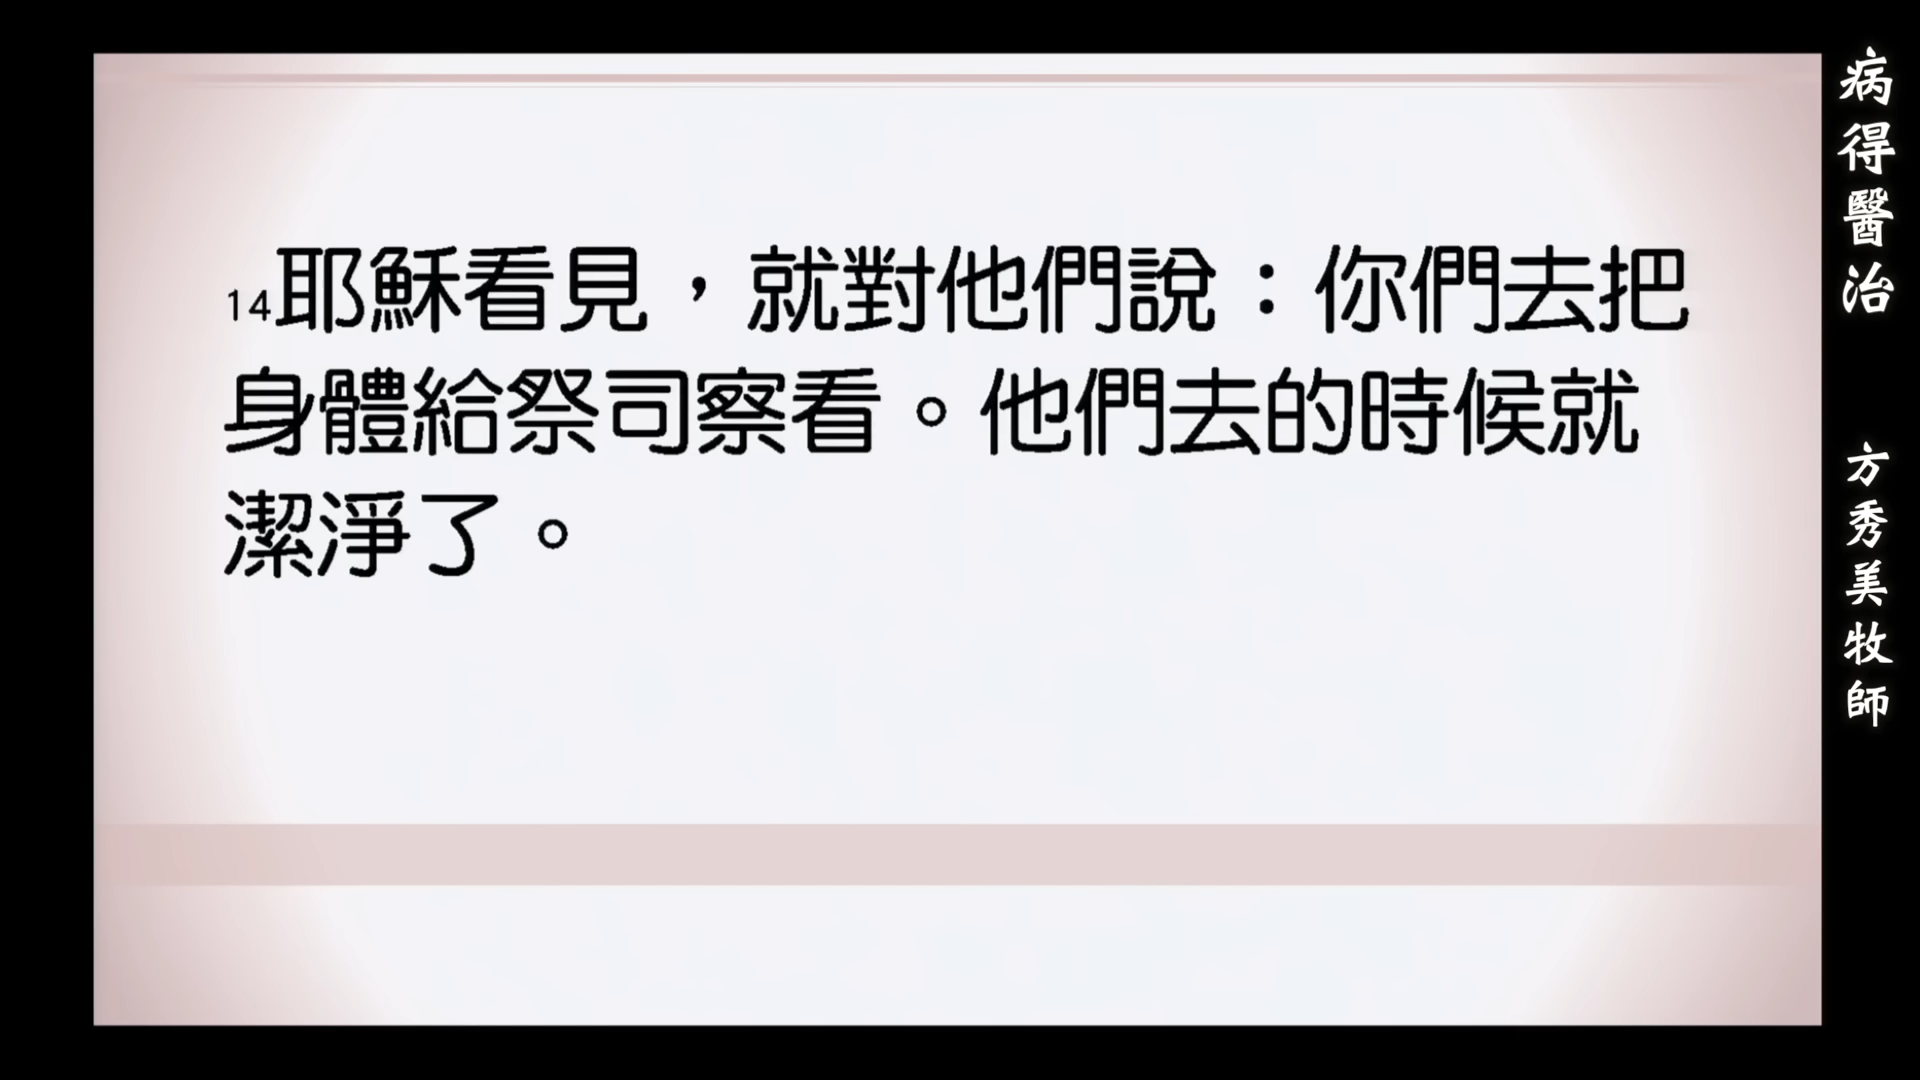 14耶穌看見，就對他們說：你們去把
身體給祭司察看。他們去的時候就
潔淨了。
病得醫治
方秀美牧師